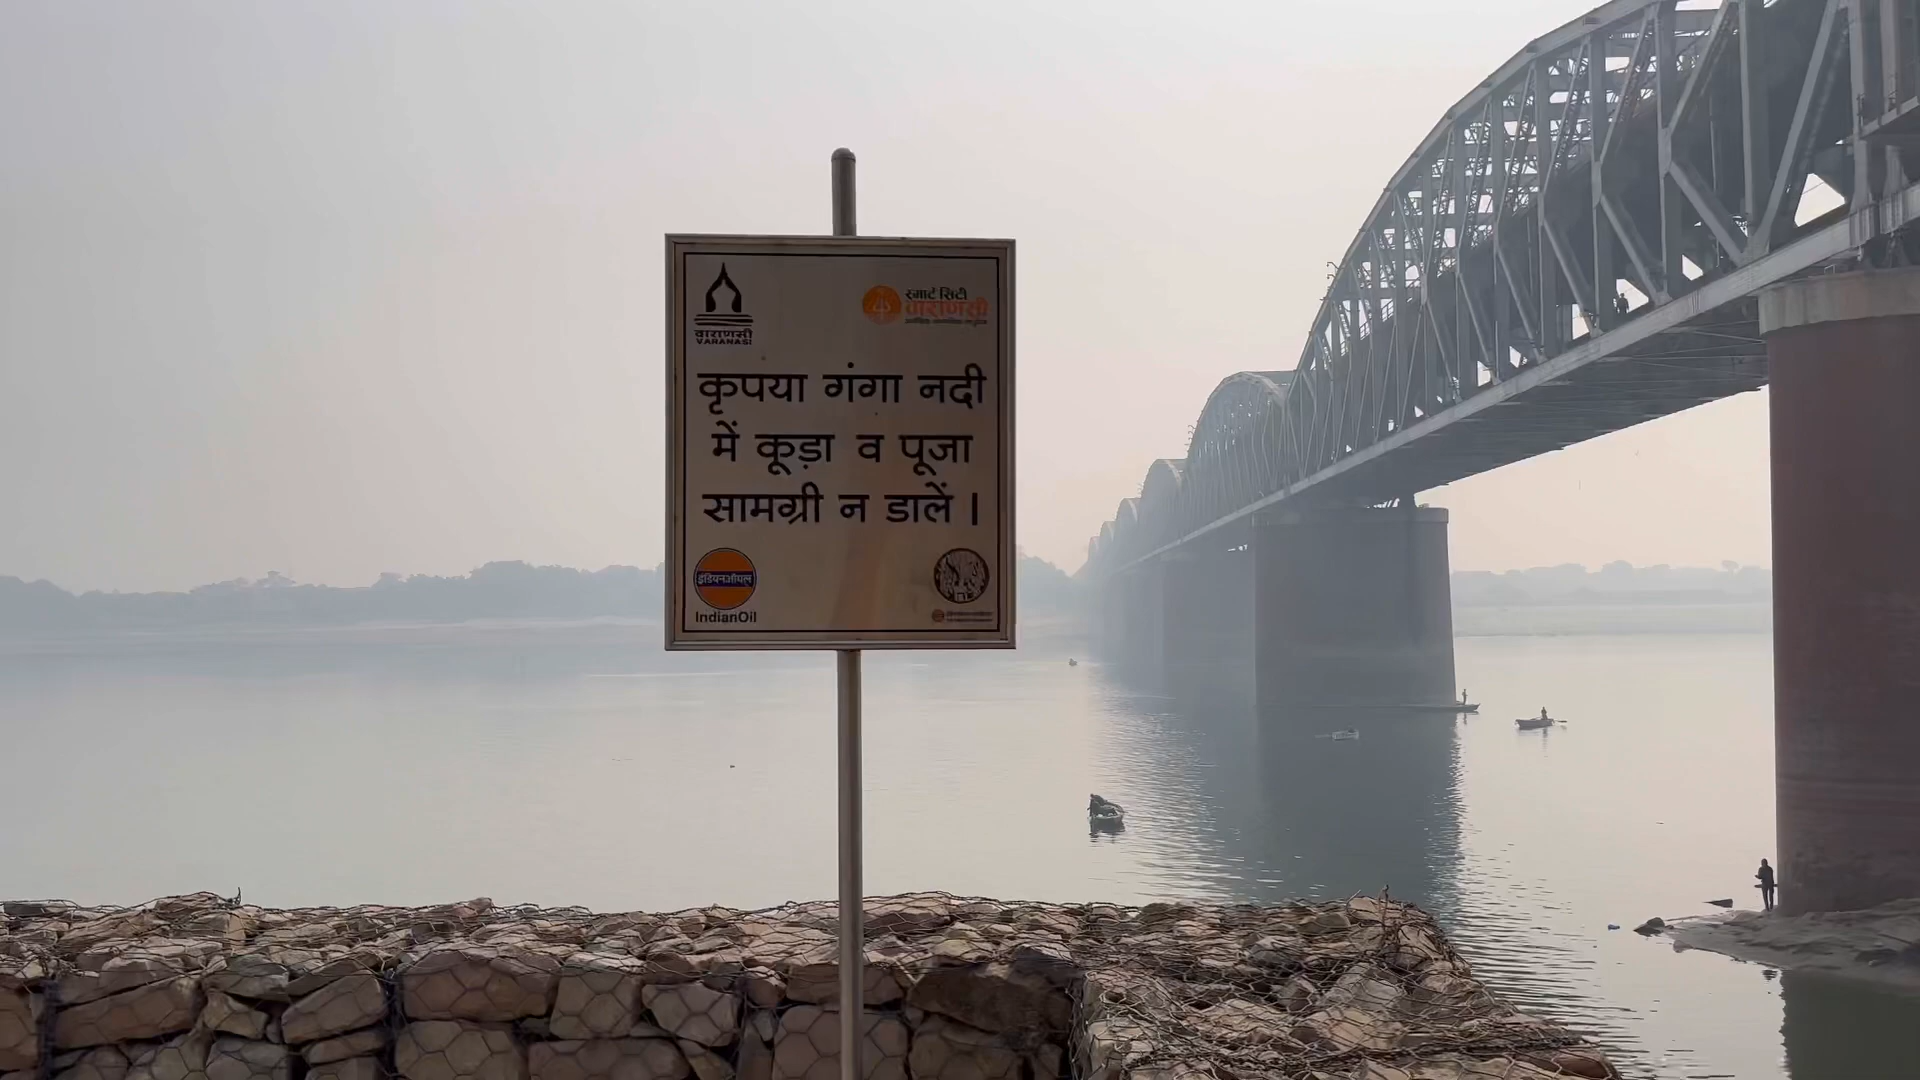 वाराणसी
VARANASI
स्मार्ट सिटी
वाराणसी
कृपया गंगा नदी
में कूड़ा व पूजा
सामग्री न डालें ।
इंडियनऑयल
IndianOil